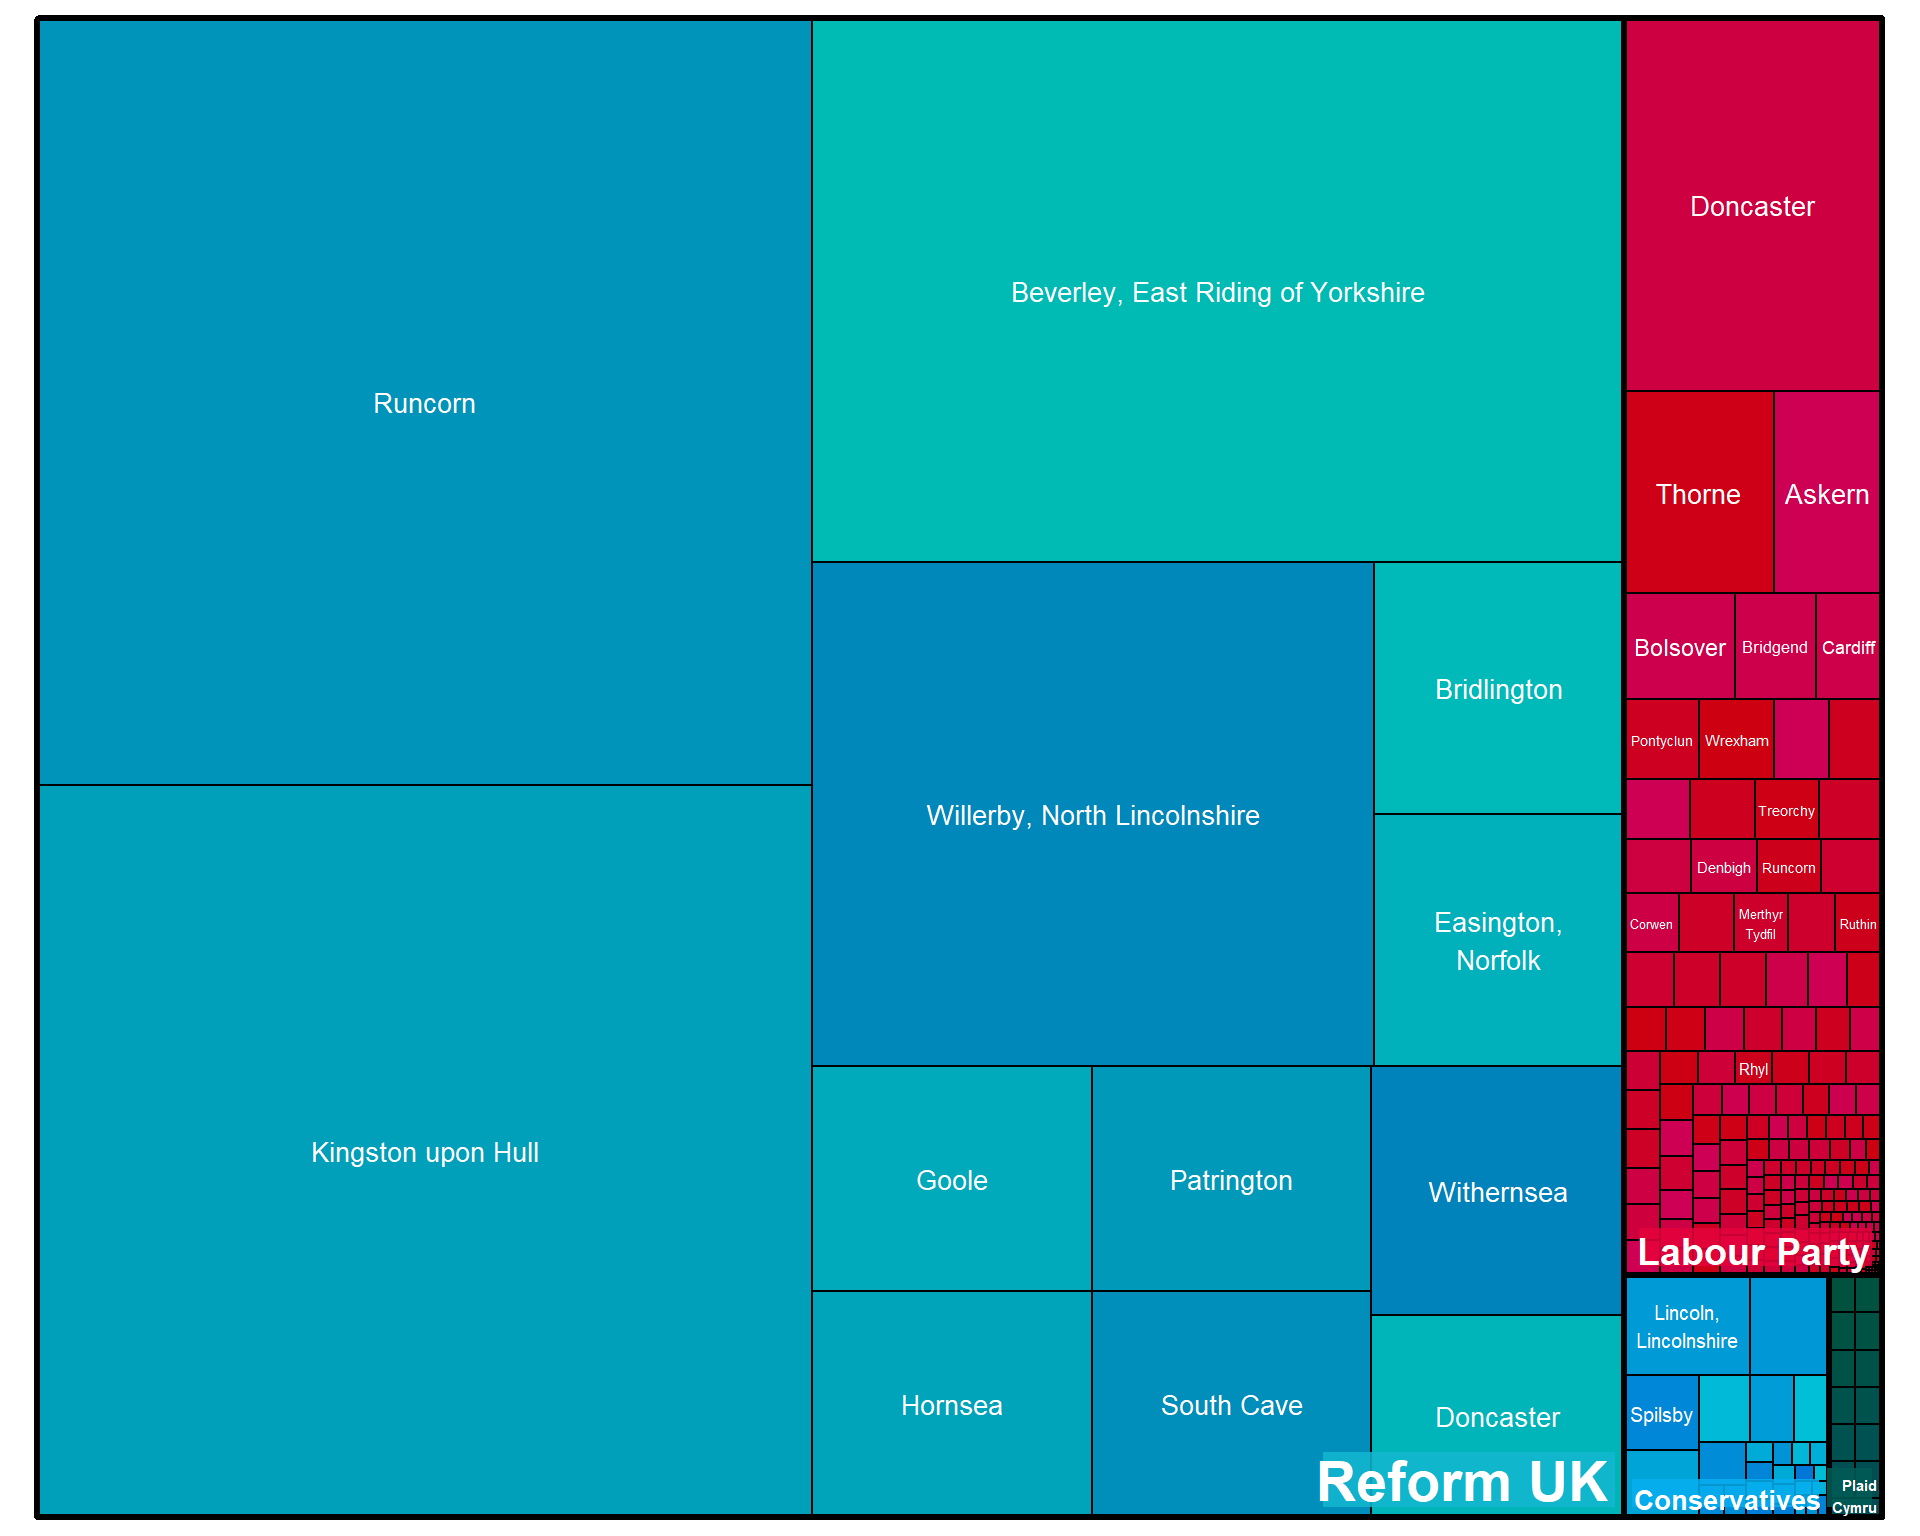 Runcorn
Kingston upon Hull
Beverley, East Riding of Yorkshire
Willerby, North Lincolnshire
Bridlington
Easington,
Norfolk
Goole
Patrington
Withernsea
Hornsea
South Cave
Doncaster
Reform UK
Doncaster
Thorne
Askern
Bolsover
Bridgend
Cardiff
Pontyclun
Wrexham
Treorchy
Denbigh
Runcorn
Corwen
Merthyr
Tydfil
Ruthin
Rhyl
Labour Party
Lincoln,
Lincolnshire
Spilsby
Conservatives
Plaid
Cymru